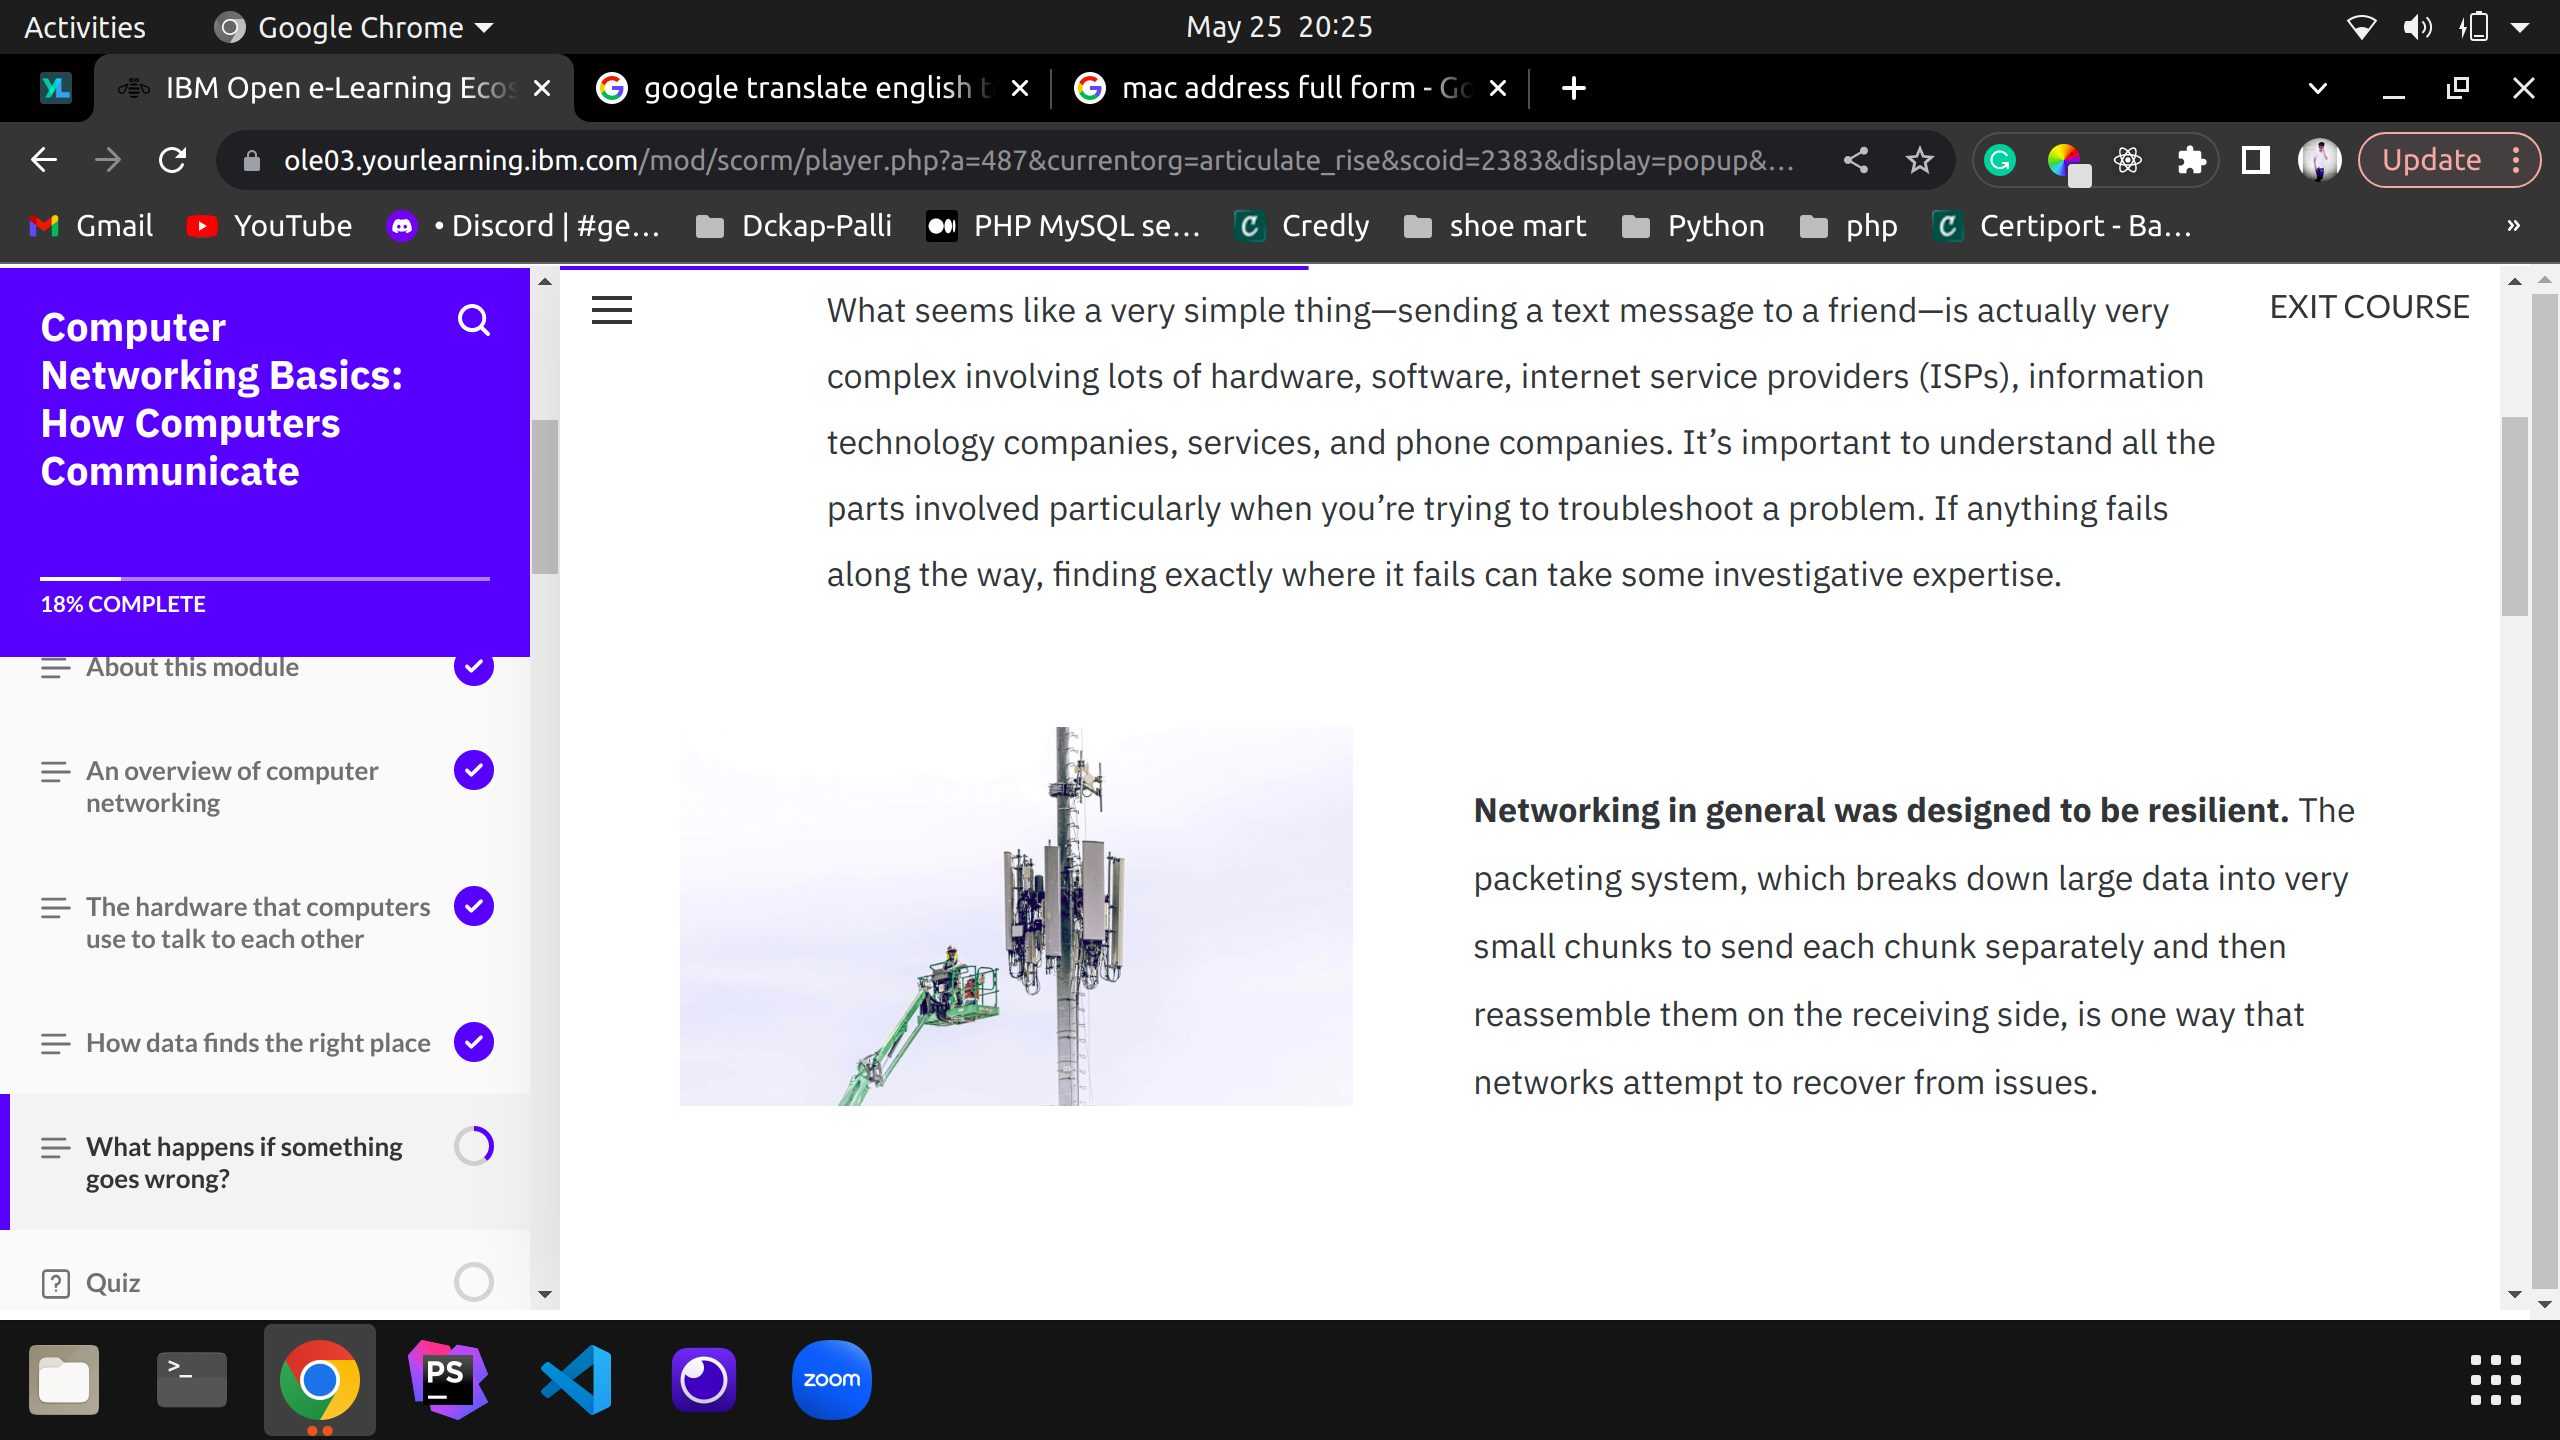 Activities
Google Chrome
May 25 20:25
YL
IBM Open e-Learning Ecos
google translate english t
mac address full form - Go
ole03.yourlearning.ibm.com/mod/scorm/player.php?a=487&currentorg=articulate_rise&scoid=2383&display=popup&…
Update
Gmail
YouTube
• Discord | #ge…
Dckap-Palli
PHP MySQL se…
Credly
shoe mart
Python
php
Certiport - Ba…
»
Computer
Networking Basics:
How Computers
Communicate
18% COMPLETE
About this module
An overview of computer
networking
The hardware that computers
use to talk to each other
How data finds the right place
What happens if something
goes wrong?
Quiz
EXIT COURSE
What seems like a very simple thing—sending a text message to a friend—is actually very
complex involving lots of hardware, software, internet service providers (ISPs), information
technology companies, services, and phone companies. It’s important to understand all the
parts involved particularly when you’re trying to troubleshoot a problem. If anything fails
along the way, finding exactly where it fails can take some investigative expertise.
Networking in general was designed to be resilient. The
packeting system, which breaks down large data into very
small chunks to send each chunk separately and then
reassemble them on the receiving side, is one way that
networks attempt to recover from issues.
>_
PS
zoom